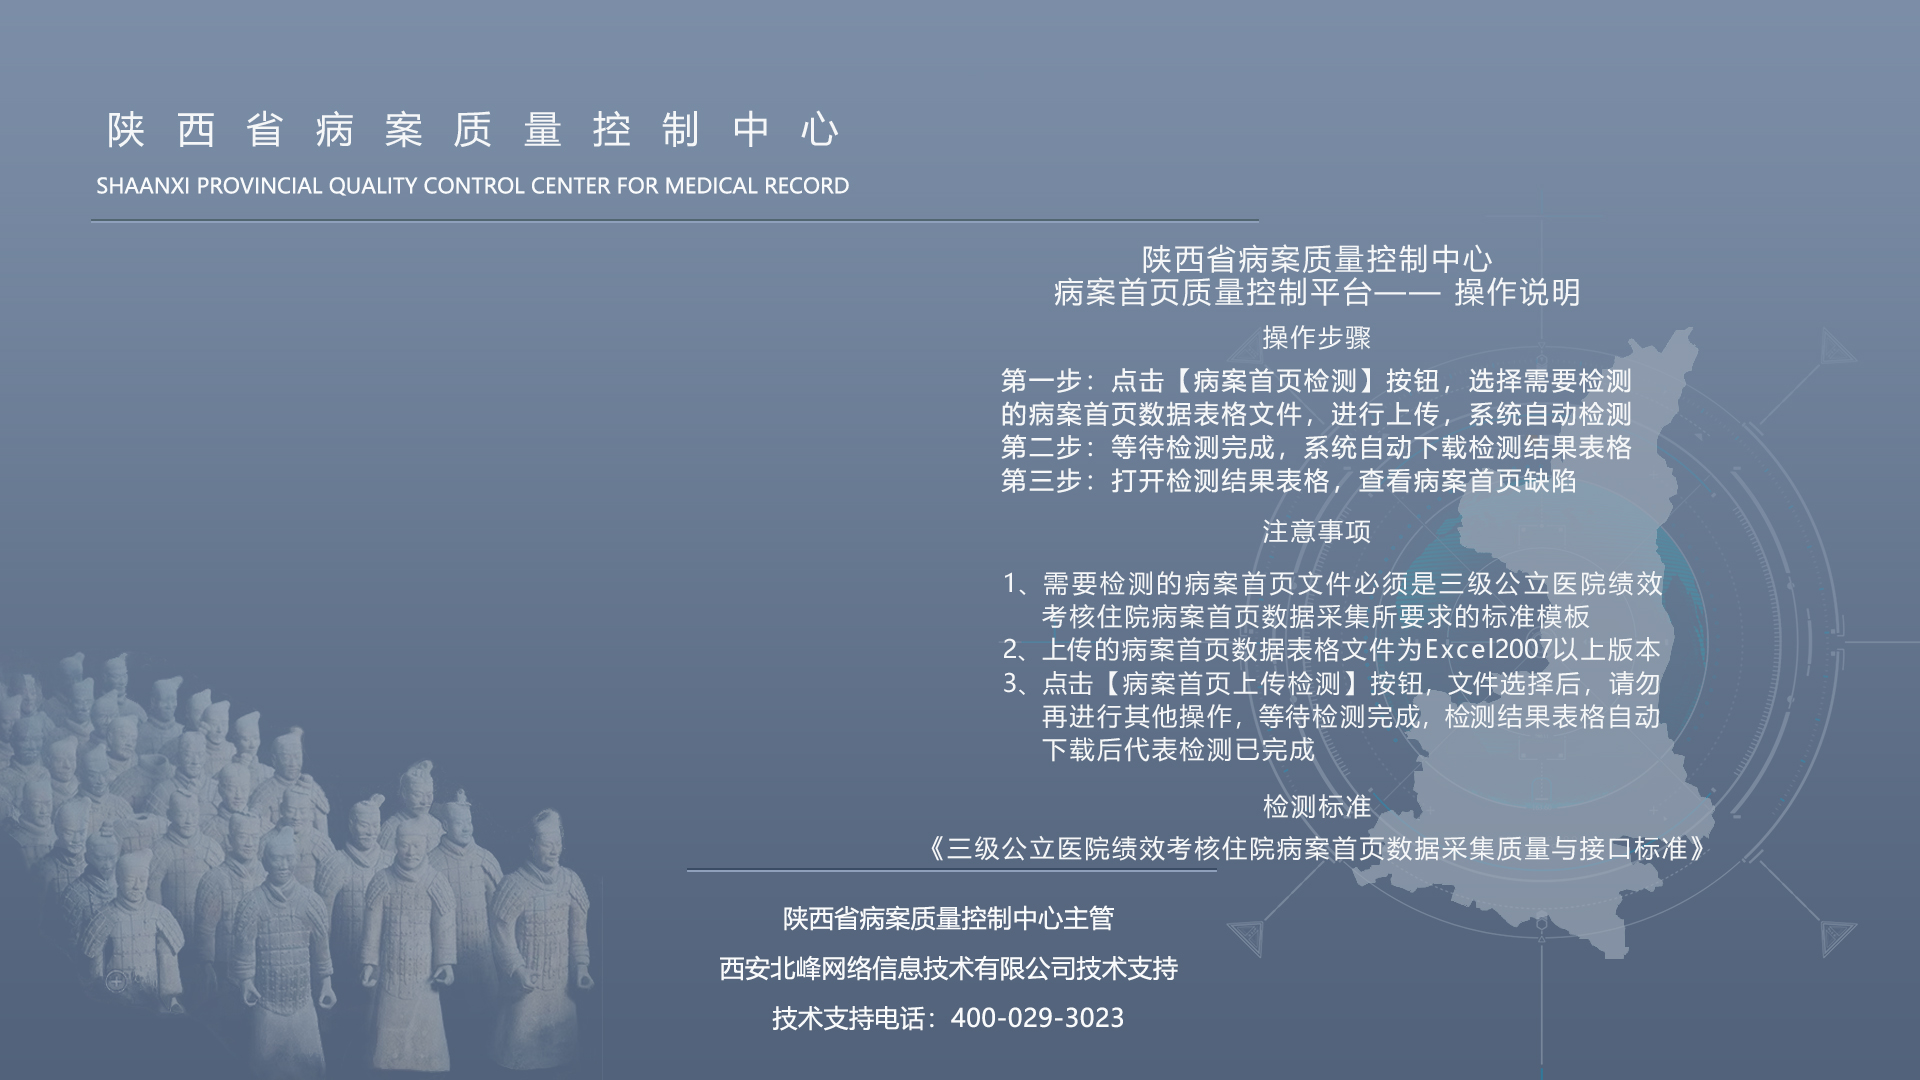 陕西省病案质量控制中心
SHAANXI PROVINCIAL QUALITY CONTROL CENTER FOR MEDICAL RECORD
陕西省病案质量控制中心
病案首页质量控制平台—— 操作说明
操作步骤
第一步：点击【病案首页检测】按钮，选择需要检测
的病案首页数据表格文件，进行上传，系统自动检测
第二步：等待检测完成，系统自动下载检测结果表格
第三步：打开检测结果表格，查看病案首页缺陷
注意事项
1、需要检测的病案首页文件必须是三级公立医院绩效
考核住院病案首页数据采集所要求的标准模板
2、上传的病案首页数据表格文件为Excel2007以上版本
3、点击【病案首页上传检测】按钮，文件选择后，请勿
再进行其他操作，等待检测完成，检测结果表格自动
下载后代表检测已完成
检测标准
《三级公立医院绩效考核住院病案首页数据采集质量与接口标准》
陕西省病案质量控制中心主管
西安北峰网络信息技术有限公司技术支持
技术支持电话：400-029-3023